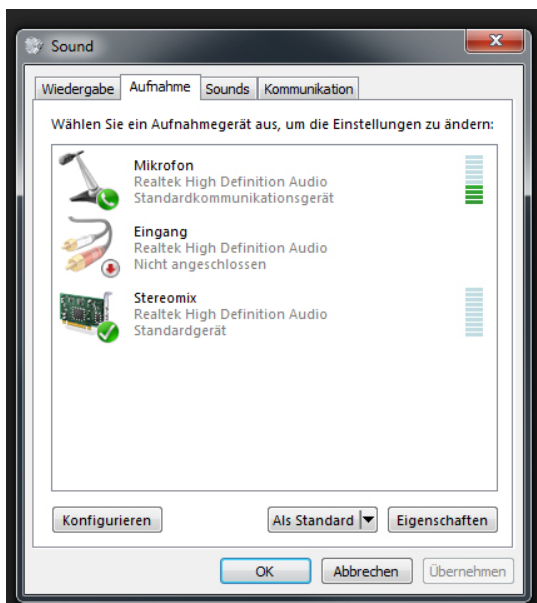 Sound
Wiedergabe Aufnahme Sounds Kommunikation
Wählen Sie ein Aufnahmegerät aus, um die Einstellungen zu ändern:
Mikrofon
Realtek High Definition Audio
Standardkommunikationsgerät
Eingang
Realtek High Definition Audio
Nicht angeschlossen
Stereomix
Realtek High Definition Audio
Standardgerät
Konfigurieren Als Standard Eigenschaften
OK Abbrechen Übernehmen